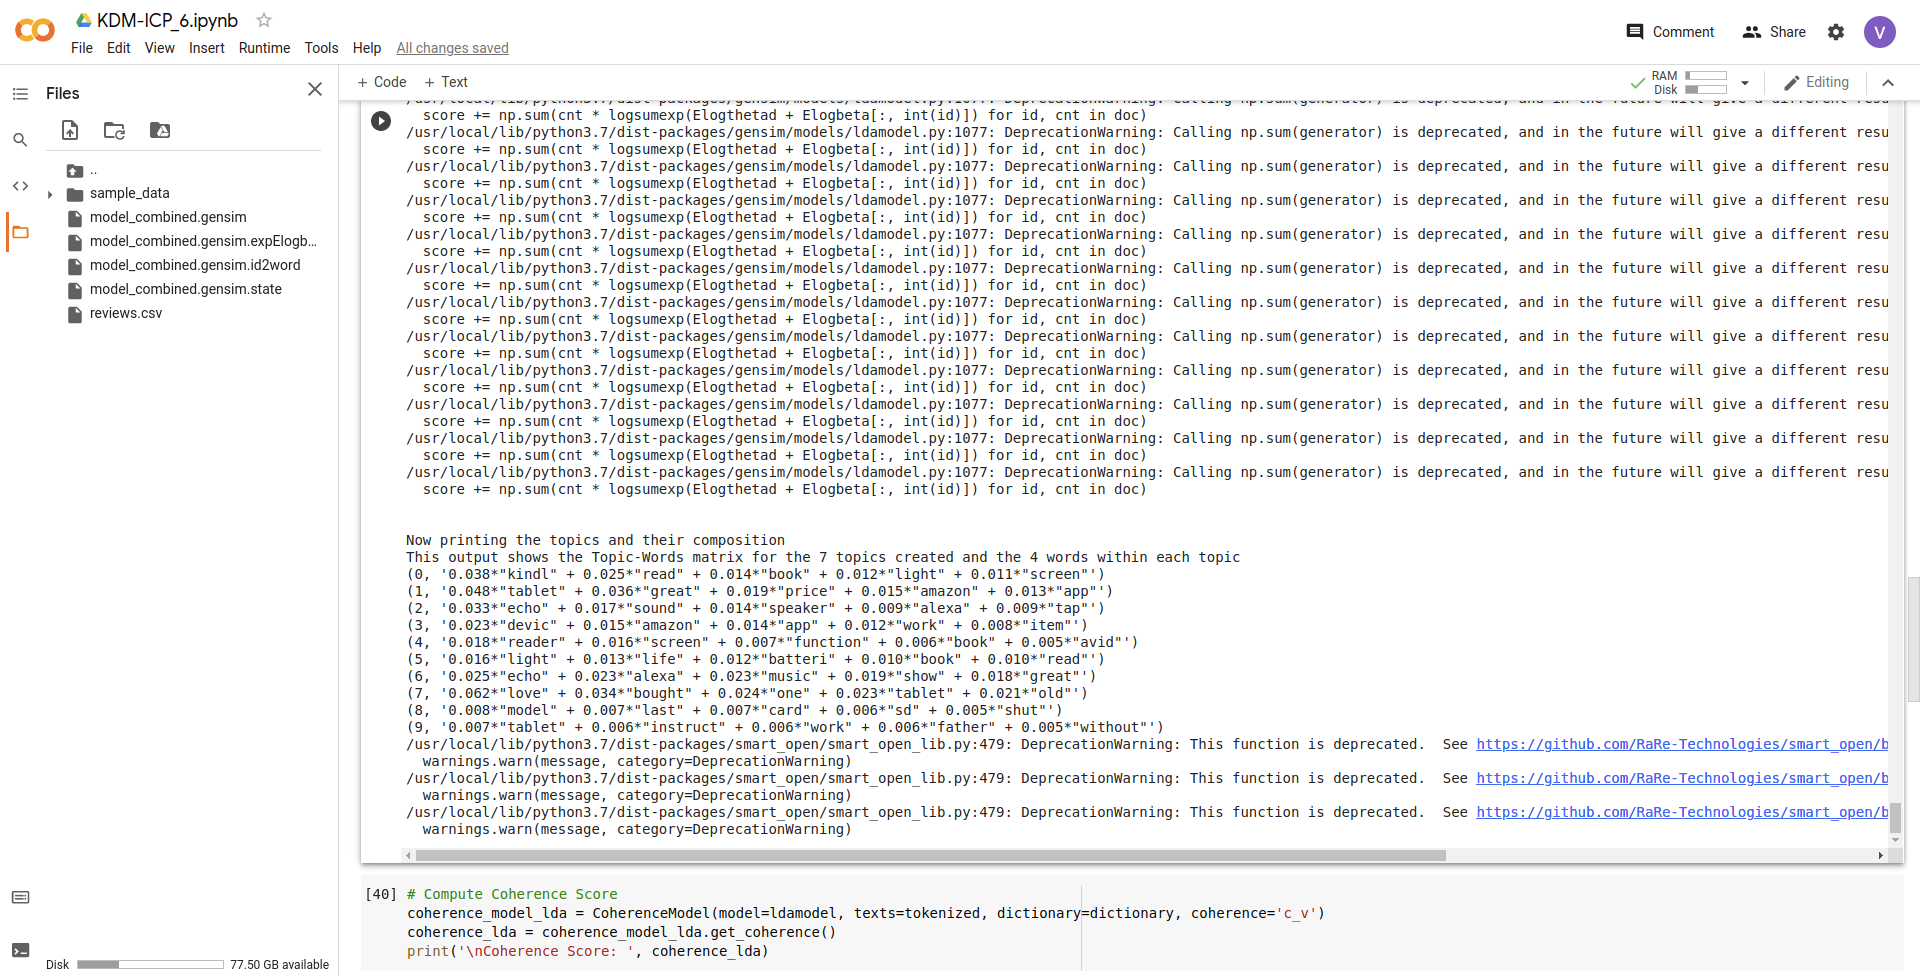 KDM-ICP_6.ipynb
File Edit View Insert Runtime Tools Help All changes saved
Comment Share V
Files
+ Code + Text
RAM
Disk
Editing
..
sample_data
model_combined.gensim
model_combined.gensim.expElogb...
model_combined.gensim.id2word
model_combined.gensim.state
reviews.csv
Disk 77.50 GB available
/usr/local/lib/python3.7/dist-packages/gensim/models/ldamodel.py:1077: DeprecationWarning: Calling np.sum(generator) is deprecated, and in the future will give a different resu
score += np.sum(cnt * logsumexp(Elogthetad + Elogbeta[:, int(id)]) for id, cnt in doc)
/usr/local/lib/python3.7/dist-packages/gensim/models/ldamodel.py:1077: DeprecationWarning: Calling np.sum(generator) is deprecated, and in the future will give a different resu
score += np.sum(cnt * logsumexp(Elogthetad + Elogbeta[:, int(id)]) for id, cnt in doc)
/usr/local/lib/python3.7/dist-packages/gensim/models/ldamodel.py:1077: DeprecationWarning: Calling np.sum(generator) is deprecated, and in the future will give a different resu
score += np.sum(cnt * logsumexp(Elogthetad + Elogbeta[:, int(id)]) for id, cnt in doc)
/usr/local/lib/python3.7/dist-packages/gensim/models/ldamodel.py:1077: DeprecationWarning: Calling np.sum(generator) is deprecated, and in the future will give a different resu
score += np.sum(cnt * logsumexp(Elogthetad + Elogbeta[:, int(id)]) for id, cnt in doc)
/usr/local/lib/python3.7/dist-packages/gensim/models/ldamodel.py:1077: DeprecationWarning: Calling np.sum(generator) is deprecated, and in the future will give a different resu
score += np.sum(cnt * logsumexp(Elogthetad + Elogbeta[:, int(id)]) for id, cnt in doc)
/usr/local/lib/python3.7/dist-packages/gensim/models/ldamodel.py:1077: DeprecationWarning: Calling np.sum(generator) is deprecated, and in the future will give a different resu
score += np.sum(cnt * logsumexp(Elogthetad + Elogbeta[:, int(id)]) for id, cnt in doc)
/usr/local/lib/python3.7/dist-packages/gensim/models/ldamodel.py:1077: DeprecationWarning: Calling np.sum(generator) is deprecated, and in the future will give a different resu
score += np.sum(cnt * logsumexp(Elogthetad + Elogbeta[:, int(id)]) for id, cnt in doc)
/usr/local/lib/python3.7/dist-packages/gensim/models/ldamodel.py:1077: DeprecationWarning: Calling np.sum(generator) is deprecated, and in the future will give a different resu
score += np.sum(cnt * logsumexp(Elogthetad + Elogbeta[:, int(id)]) for id, cnt in doc)
/usr/local/lib/python3.7/dist-packages/gensim/models/ldamodel.py:1077: DeprecationWarning: Calling np.sum(generator) is deprecated, and in the future will give a different resu
score += np.sum(cnt * logsumexp(Elogthetad + Elogbeta[:, int(id)]) for id, cnt in doc)
/usr/local/lib/python3.7/dist-packages/gensim/models/ldamodel.py:1077: DeprecationWarning: Calling np.sum(generator) is deprecated, and in the future will give a different resu
score += np.sum(cnt * logsumexp(Elogthetad + Elogbeta[:, int(id)]) for id, cnt in doc)
/usr/local/lib/python3.7/dist-packages/gensim/models/ldamodel.py:1077: DeprecationWarning: Calling np.sum(generator) is deprecated, and in the future will give a different resu
score += np.sum(cnt * logsumexp(Elogthetad + Elogbeta[:, int(id)]) for id, cnt in doc)
/usr/local/lib/python3.7/dist-packages/gensim/models/ldamodel.py:1077: DeprecationWarning: Calling np.sum(generator) is deprecated, and in the future will give a different resu
score += np.sum(cnt * logsumexp(Elogthetad + Elogbeta[:, int(id)]) for id, cnt in doc)
Now printing the topics and their composition
This output shows the Topic-Words matrix for the 7 topics created and the 4 words within each topic
(0, '0.038*"kindl" + 0.025*"read" + 0.014*"book" + 0.012*"light" + 0.011*"screen"')
(1, '0.048*"tablet" + 0.036*"great" + 0.019*"price" + 0.015*"amazon" + 0.013*"app"')
(2, '0.033*"echo" + 0.017*"sound" + 0.014*"speaker" + 0.009*"alexa" + 0.009*"tap"')
(3, '0.023*"devic" + 0.015*"amazon" + 0.014*"app" + 0.012*"work" + 0.008*"item"')
(4, '0.018*"reader" + 0.016*"screen" + 0.007*"function" + 0.006*"book" + 0.005*"avid"')
(5, '0.016*"light" + 0.013*"life" + 0.012*"batteri" + 0.010*"book" + 0.010*"read"')
(6, '0.025*"echo" + 0.023*"alexa" + 0.023*"music" + 0.019*"show" + 0.018*"great"')
(7, '0.062*"love" + 0.034*"bought" + 0.024*"one" + 0.023*"tablet" + 0.021*"old"')
(8, '0.008*"model" + 0.007*"last" + 0.007*"card" + 0.006*"sd" + 0.005*"shut"')
(9, '0.007*"tablet" + 0.006*"instruct" + 0.006*"work" + 0.006*"father" + 0.005*"without"')
/usr/local/lib/python3.7/dist-packages/smart_open/smart_open_lib.py:479: DeprecationWarning: This function is deprecated.  See https://github.com/RaRe-Technologies/smart_open/b
warnings.warn(message, category=DeprecationWarning)
/usr/local/lib/python3.7/dist-packages/smart_open/smart_open_lib.py:479: DeprecationWarning: This function is deprecated.  See https://github.com/RaRe-Technologies/smart_open/b
warnings.warn(message, category=DeprecationWarning)
/usr/local/lib/python3.7/dist-packages/smart_open/smart_open_lib.py:479: DeprecationWarning: This function is deprecated.  See https://github.com/RaRe-Technologies/smart_open/b
warnings.warn(message, category=DeprecationWarning)
[40] # Compute Coherence Score
coherence_model_lda = CoherenceModel(model=ldamodel, texts=tokenized, dictionary=dictionary, coherence='c_v')
coherence_lda = coherence_model_lda.get_coherence()
print('\nCoherence Score: ', coherence_lda)